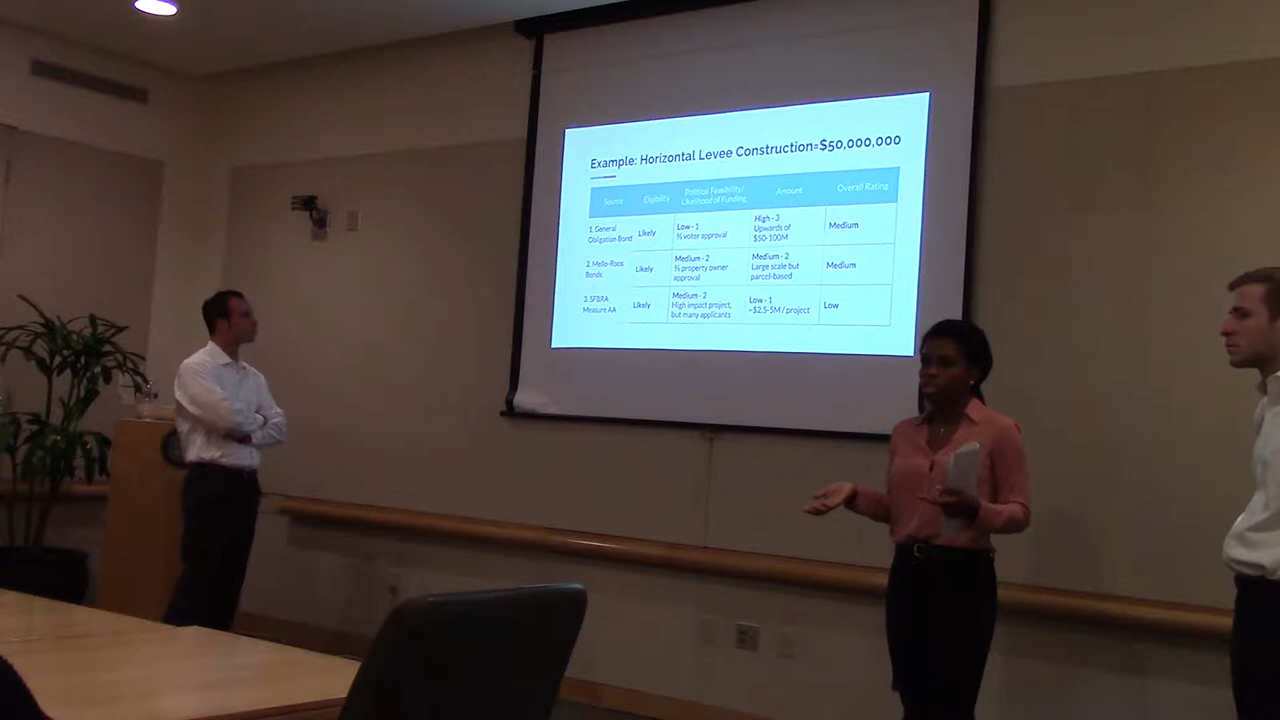 Example: Horizontal Levee Construction=$50,000,000
Source Eligibility Political Feasibility/ Amount Overall Rating
Likelihood of Funding
1. General Likely Low - 1 High - 3 Medium
Obligation Bond ⅔ voter approval Upwards of
$50-100M
2. Mello-Roos Likely Medium - 2 Medium - 2 Medium
Bonds ⅔ property owner Large scale but
approval parcel-based
3. SFBRA Likely Medium - 2 Low - 1 Low
Measure AA High impact project, ~$2.5-5M / project
but many applicants